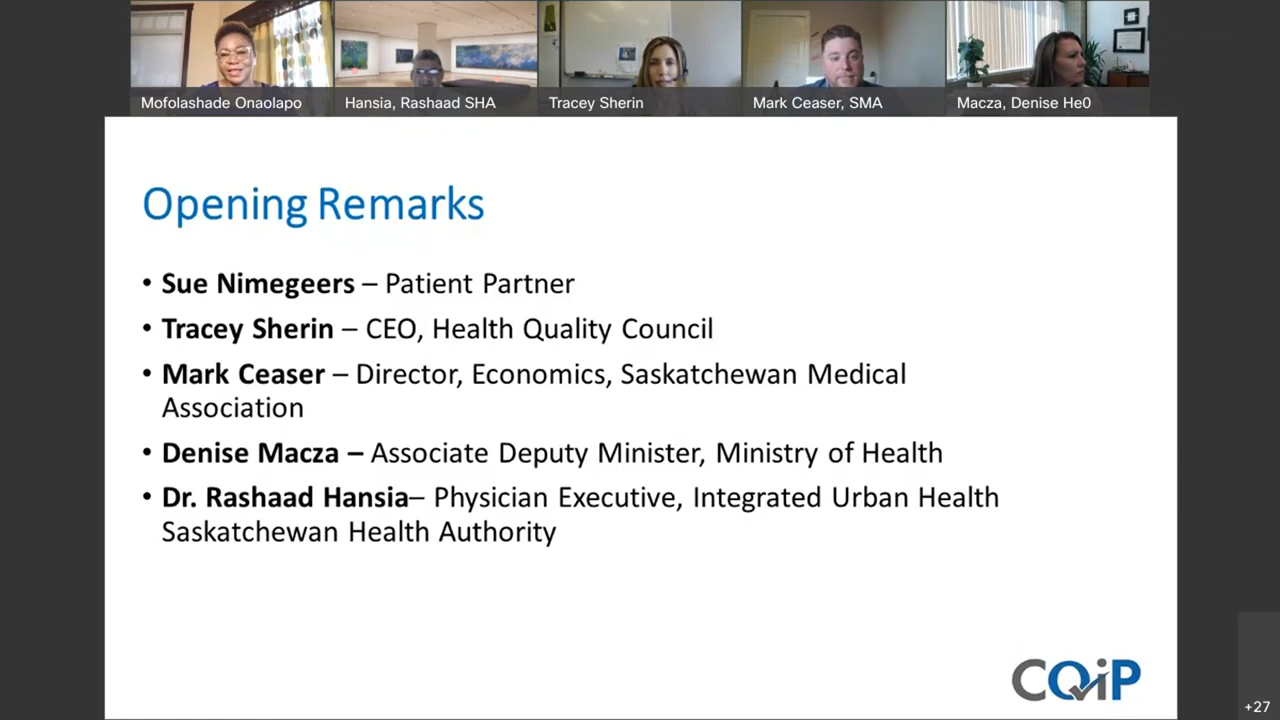 Mofolashade Onaolapo
Hansia, Rashaad SHA
Tracey Sherin
Mark Ceaser, SMA
Macza, Denise He0
Opening Remarks
• Sue Nimegeers – Patient Partner
• Tracey Sherin – CEO, Health Quality Council
• Mark Ceaser – Director, Economics, Saskatchewan Medical
Association
• Denise Macza – Associate Deputy Minister, Ministry of Health
• Dr. Rashaad Hansia– Physician Executive, Integrated Urban Health
Saskatchewan Health Authority
CQiP
+27